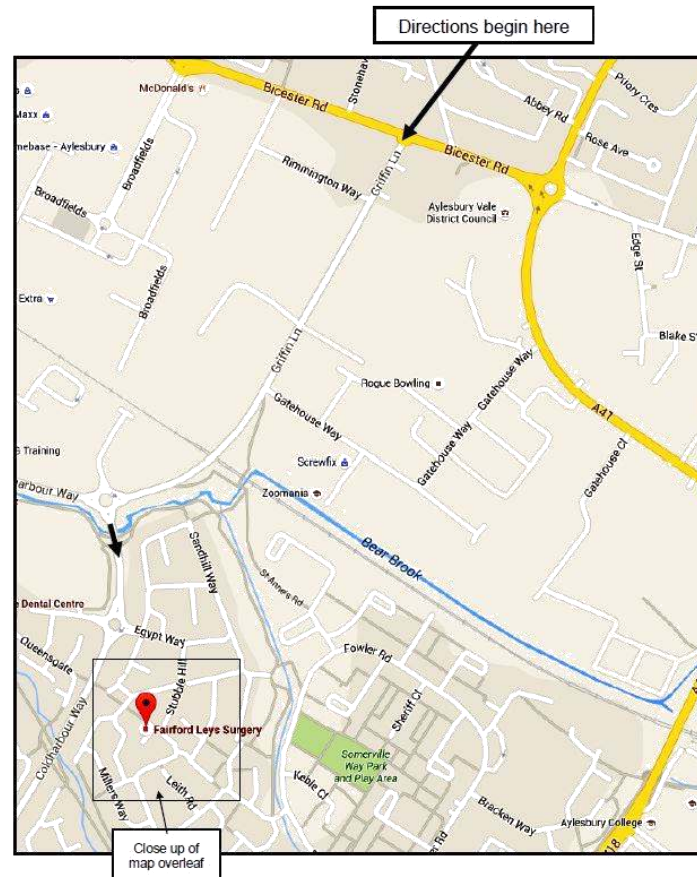 Directions begin here
McDonald's
Bicester Rd
Stonehav
Abbey Rd
Priory Cres
Maxx
mebase - Aylesbury
Broadfields
Rimmington Way
Griffin Ln
Bicester Rd
Rose Ave
Broadfields
Aylesbury Vale
District Council
Edge St
Broadfields
Extra
Griffin Ln
Blake S
Rogue Bowling
Gatehouse Way
Gatehouse Way
A41
S Training
Screwfix
Gatehouse Way
Gatehouse Cl
arbour Way
Zoomania
Sandhill Way
Bear Brook
St Anne's Rd
e Dental Centre
Egypt Way
Queensgate
Fowler Rd
Stubble Hill
Sheriff Cl
Fairford Leys Surgery
Coldharbour Way
Somerville
Way Park
and Play Area
Millers Way
Leith Rd
Keble Cl
Bracken Way
Aylesbury College
er Rd
Close up of
map overleaf